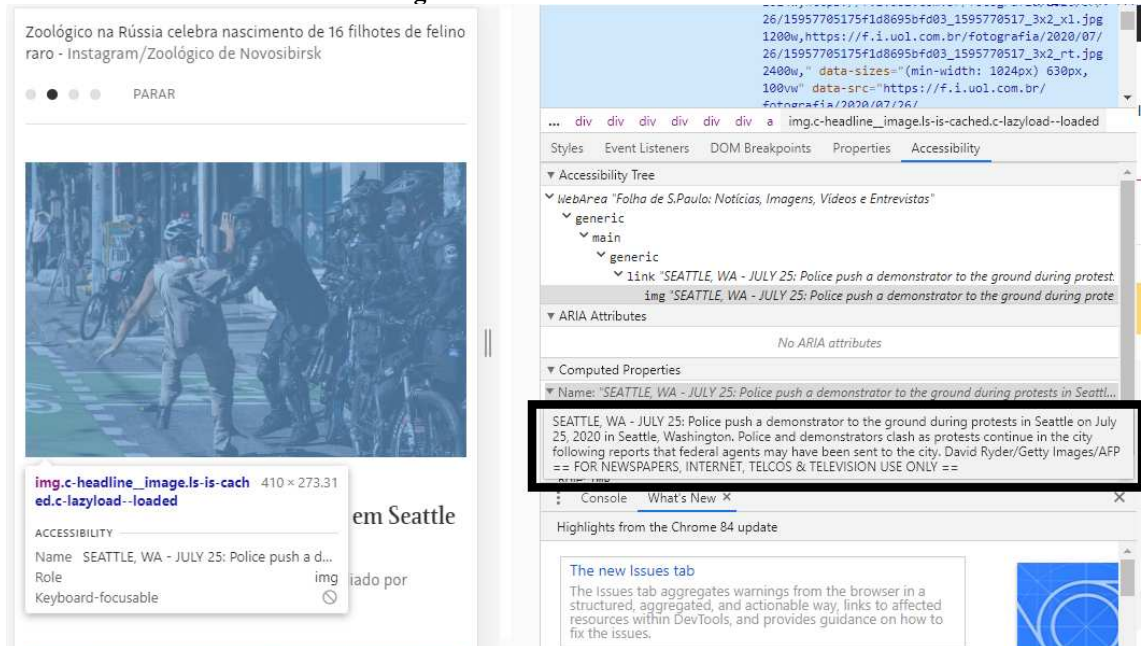 Zoológico na Rússia celebra nascimento de 16 filhotes de felino
raro - Instagram/Zoológico de Novosibirsk
PARAR
img.c-headline__image.ls-is-cach 410 × 273.31
ed.c-lazyload--loaded
ACCESSIBILITY
Name SEATTLE, WA - JULY 25: Police push a d...
Role img
Keyboard-focusable
em Seattle
iado por
26/15957705175f1d8695bfd03_1595770517_3x2_xl.jpg
1200w,https://f.i.uol.com.br/fotografia/2020/07/
26/15957705175f1d8695bfd03_1595770517_3x2_rt.jpg
2400w," data-sizes="(min-width: 1024px) 630px,
100vw" data-src="https://f.i.uol.com.br/
fotografia/2020/07/26/
... div div div div div div a img.c-headline__image.ls-is-cached.c-lazyload--loaded
Styles Event Listeners DOM Breakpoints Properties Accessibility
Accessibility Tree
WebArea "Folha de S.Paulo: Notícias, Imagens, Vídeos e Entrevistas"
generic
main
generic
link "SEATTLE, WA - JULY 25: Police push a demonstrator to the ground during protest.
img "SEATTLE, WA - JULY 25: Police push a demonstrator to the ground during prote
ARIA Attributes
No ARIA attributes
Computed Properties
Name: "SEATTLE, WA - JULY 25: Police push a demonstrator to the ground during protests in Seattl...
SEATTLE, WA - JULY 25: Police push a demonstrator to the ground during protests in Seattle on July
25, 2020 in Seattle, Washington. Police and demonstrators clash as protests continue in the city
following reports that federal agents may have been sent to the city. David Ryder/Getty Images/AFP
== FOR NEWSPAPERS, INTERNET, TELCOS & TELEVISION USE ONLY ==
Console What's New ×
Highlights from the Chrome 84 update
The new Issues tab
The Issues tab aggregates warnings from the browser in a
structured, aggregated, and actionable way, links to affected
resources within DevTools, and provides guidance on how to
fix the issues.